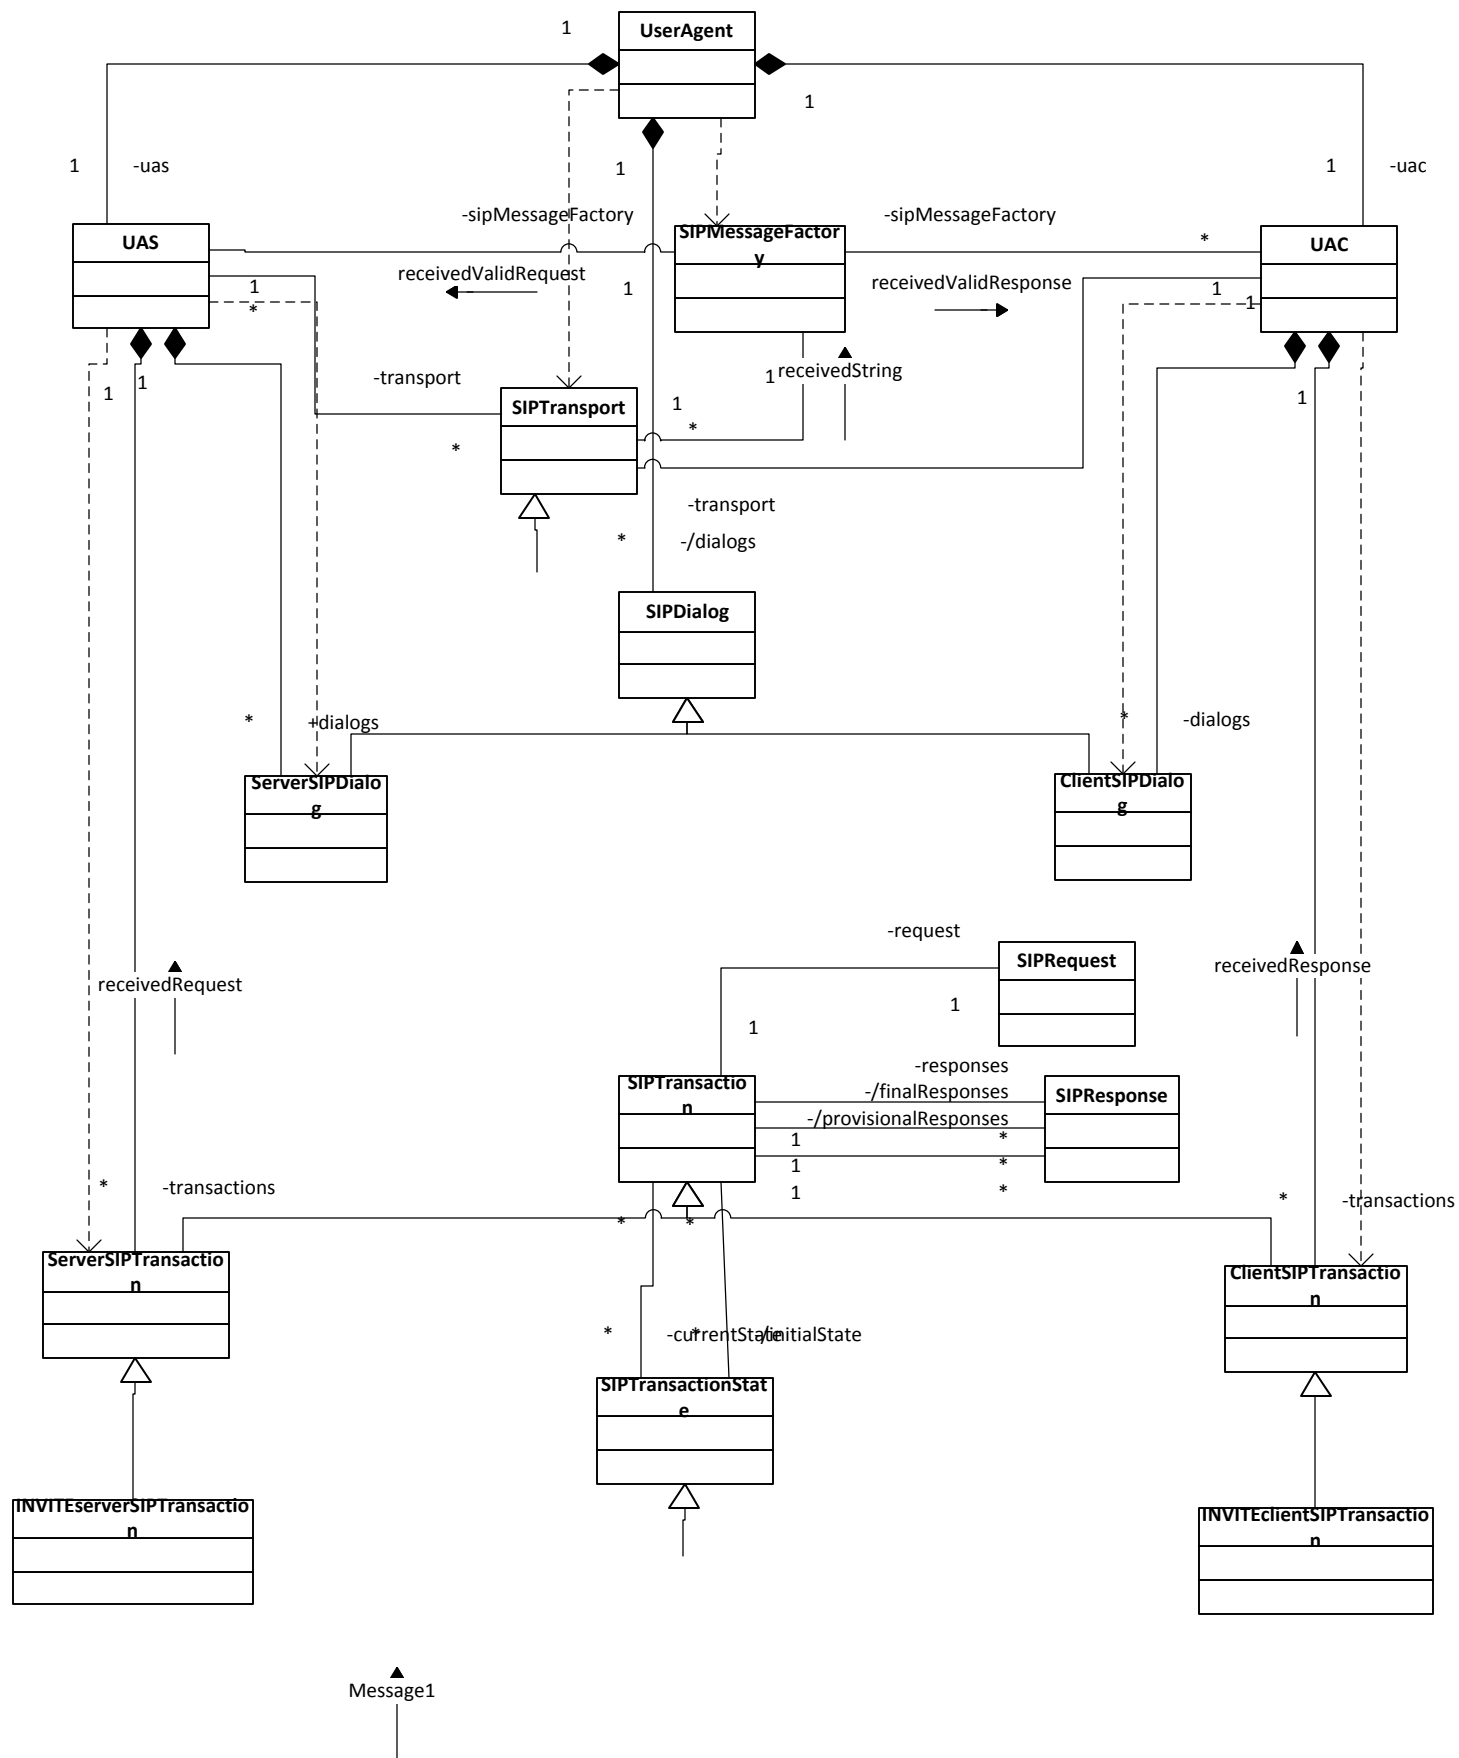 1
UserAgent
1
1
-uas
1
1
-uac
-sipMessageFactory
-sipMessageFactory
UAS
SIPMessageFactor
y
*
UAC
receivedValidRequest
1
*
1
receivedValidResponse
1
1
-transport
1
receivedString
1
1
1
SIPTransport
1
*
*
-transport
*
-/dialogs
SIPDialog
*
+dialogs
*
-dialogs
ServerSIPDialo
g
ClientSIPDialo
g
-request
SIPRequest
receivedRequest
receivedResponse
1
1
-responses
SIPTransactio
n
-/finalResponses
SIPResponse
-/provisionalResponses
1
*
1
*
1
*
*
-transactions
*
-transactions
*
*
ServerSIPTransactio
n
ClientSIPTransactio
n
*
-currentState
*
-/initialState
SIPTransactionStat
e
INVITEserverSIPTransactio
n
INVITEclientSIPTransactio
n
Message1